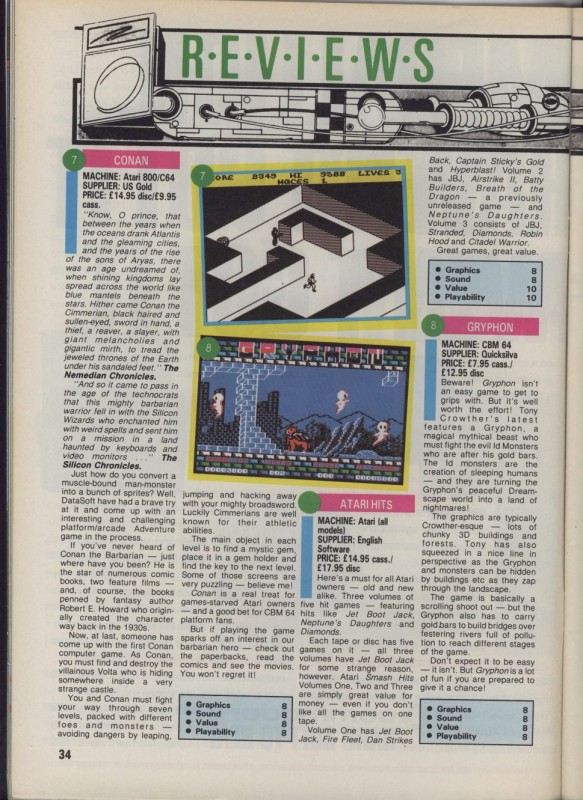 R·E·V·I·E·W·S
7 CONAN
MACHINE: Atari 800/C64
SUPPLIER: US Gold
PRICE: £14.95 disc/£9.95
cass.
"Know, O prince, that
between the years when
the oceans drank Atlantis
and the gleaming cities,
and the years of the rise
of the sons of Aryas, there
was an age undreamed of,
when shining kingdoms lay
spread across the world like
blue mantels beneath the
stars. Hither came Conan the
Cimmerian, black haired and
sullen-eyed, sword in hand, a
thief, a reaver, a slayer, with
giant melancholies and
gigantic mirth, to tread the
jeweled thrones of the Earth
under his sandaled feet." The
Nemedian Chronicles.
"And so it came to pass in
the age of the technocrats
that this mighty barbarian
warrior fell in with the Silicon
Wizards who enchanted him
with weird spells and sent him
on a mission in a land
haunted by keyboards and
video monitors ..." The
Silicon Chronicles.
Just how do you convert a
muscle-bound man-monster
into a bunch of sprites? Well,
DataSoft have had a brave try
at it and come up with an
interesting and challenging
platform/arcade Adventure
game in the process.
If you've never heard of
Conan the Barbarian — just
where have you been? He is
the star of numerous comic
books, two feature films —
and, of course, the books
penned by fantasy author
Robert E. Howard who origin-
ally created the character
way back in the 1930s.
Now, at last, someone has
come up with the first Conan
computer game. As Conan,
you must find and destroy the
villainous Volta who is hiding
somewhere inside a very
strange castle.
You and Conan must fight
your way through seven
levels, packed with different
foes and monsters —
avoiding dangers by leaping,
7
ORE 8949 HI 9588 LIVES 3
MACES 1
8
jumping and hacking away
with your mighty broadsword.
Luckily Cimmerians are well
known for their athletic
abilities.
The main object in each
level is to find a mystic gem,
place it in a gem holder and
find the key to the next level.
Some of those screens are
very puzzling — believe me!
Conan is a real treat for
games-starved Atari owners
— and a good bet for CBM 64
platform fans.
But if playing the game
sparks off an interest in our
barbarian hero — check out
the paperbacks, read the
comics and see the movies.
You won't regret it!
● Graphics 8
● Sound 8
● Value 8
● Playability 8
ATARI HITS
MACHINE: Atari (all
models)
SUPPLIER: English
Software
PRICE: £14.95 cass./
£17.95 disc
Here's a must for all Atari
owners — old and new
alike. Three volumes of
five hit games — featuring
hits like Jet Boot Jack,
Neptune's Daughters and
Diamonds.
Each tape or disc has five
games on it — all three
volumes have Jet Boot Jack
for some strange reason,
however. Atari Smash Hits
Volumes One, Two and Three
are simply great value for
money — even if you don't
like all the games on one
tape.
Volume One has Jet Boot
Jack, Fire Fleet, Dan Strikes
Back, Captain Sticky's Gold
and Hyperblast! Volume 2
has JBJ, Airstrike II, Batty
Builders, Breath of the
Dragon — a previously
unreleased game — and
Neptune's Daughters.
Volume 3 consists of JBJ,
Stranded, Diamonds, Robin
Hood and Citadel Warrior.
Great games, great value.
● Graphics 8
● Sound 8
● Value 10
● Playability 10
8 GRYPHON
MACHINE: CBM 64
SUPPLIER: Quicksilva
PRICE: £7.95 cass./
£12.95 disc
Beware! Gryphon isn't
an easy game to get to
grips with. But it's well
worth the effort! Tony
Crowther's latest
features a Gryphon, a
magical mythical beast who
must fight the evil Id Monsters
who are after his gold bars.
The Id monsters are the
creation of sleeping humans
— and they are turning the
Gryphon's peaceful Dream-
scape world into a land of
nightmares!
The graphics are typically
Crowther-esque — lots of
chunky 3D buildings and
forests. Tony has also
squeezed in a nice line in
perspective as the Gryphon
and monsters can be hidden
by buildings etc as they zap
through the landscape.
The game is basically a
scrolling shoot out — but the
Gryphon also has to carry
gold bars to build bridges over
festering rivers full of pollu-
tion to reach different stages
of the game.
Don't expect it to be easy
— it isn't. But Gryphon is a lot
of fun if you are prepared to
give it a chance!
● Graphics 8
● Sound 8
● Value 8
● Playability 8
34